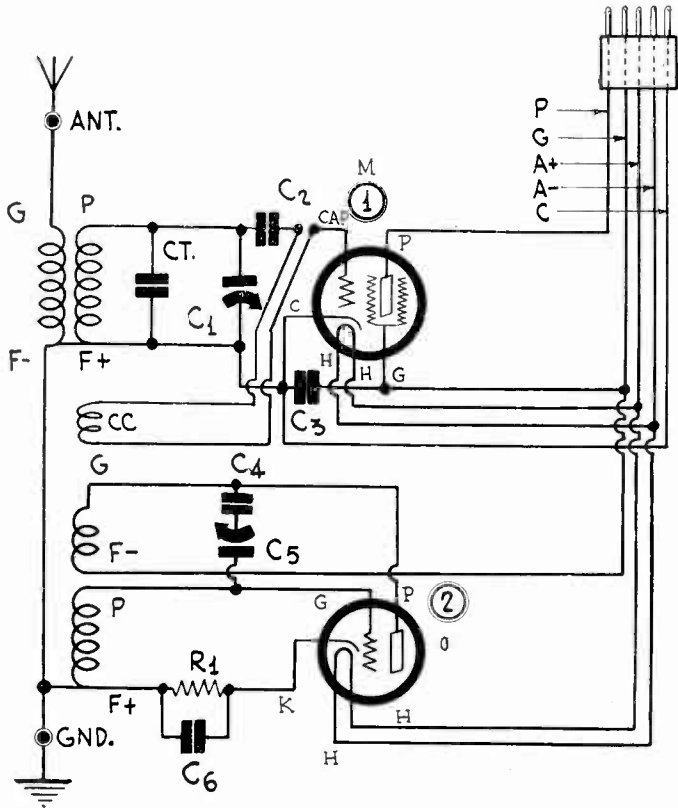 ANT.
P
G
A+
A-
C
M
1
G
P
C2
CAP
P
CT.
C1
C
F-
F+
H
H
G
C3
CC
G
C4
F-
C5
P
G
P
2
O
R1
F+
K
H
GND.
C6
H